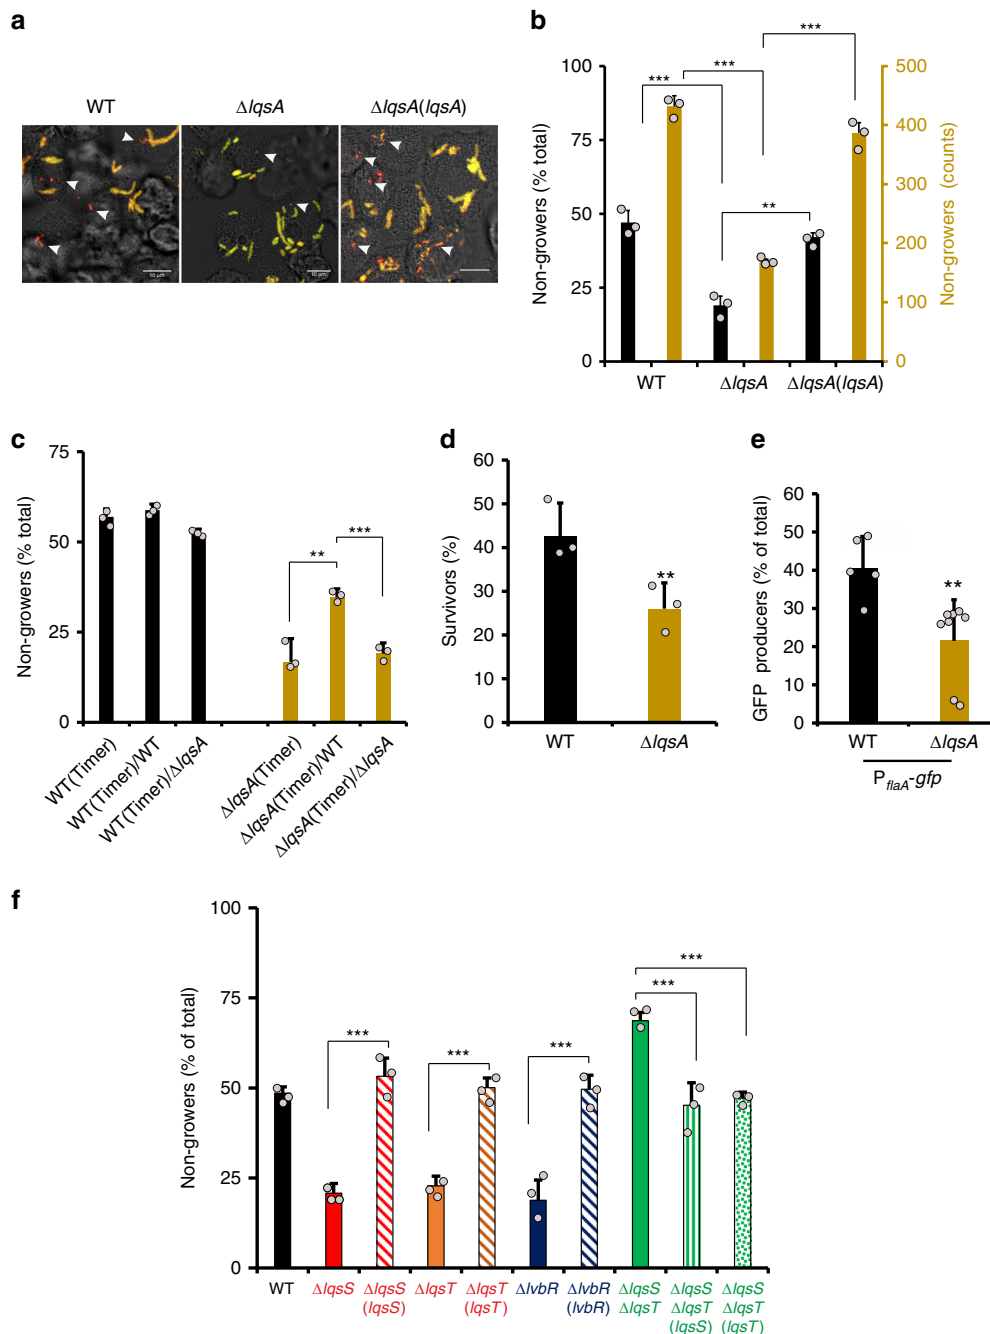 a
WT
ΔlqsA
ΔlqsA(lqsA)
10 µm
10 µm
b
Non-growers (% total)
100
75
50
25
0
***
***
***
**
500
400
300
200
100
0
Non-growers (counts)
WT
ΔlqsA
ΔlqsA(lqsA)
c
Non-growers (% total)
75
50
25
0
**
***
WT(Timer)
WT(Timer)/WT
WT(Timer)/ΔlqsA
ΔlqsA(Timer)
ΔlqsA(Timer)/WT
ΔlqsA(Timer)/ΔlqsA
d
Survivors (%)
60
50
40
30
20
10
0
**
WT
ΔlqsA
e
GFP producers (% of total)
60
50
40
30
20
10
0
**
WT
ΔlqsA
PflaA-gfp
f
Non-growers (% of total)
100
75
50
25
0
***
***
***
***
***
WT
ΔlqsS
ΔlqsS
(lqsS)
ΔlqsT
ΔlqsT
(lqsT)
ΔlvbR
ΔlvbR
(lvbR)
ΔlqsS
ΔlqsT
ΔlqsS
ΔlqsT
(lqsS)
ΔlqsS
ΔlqsT
(lqsT)